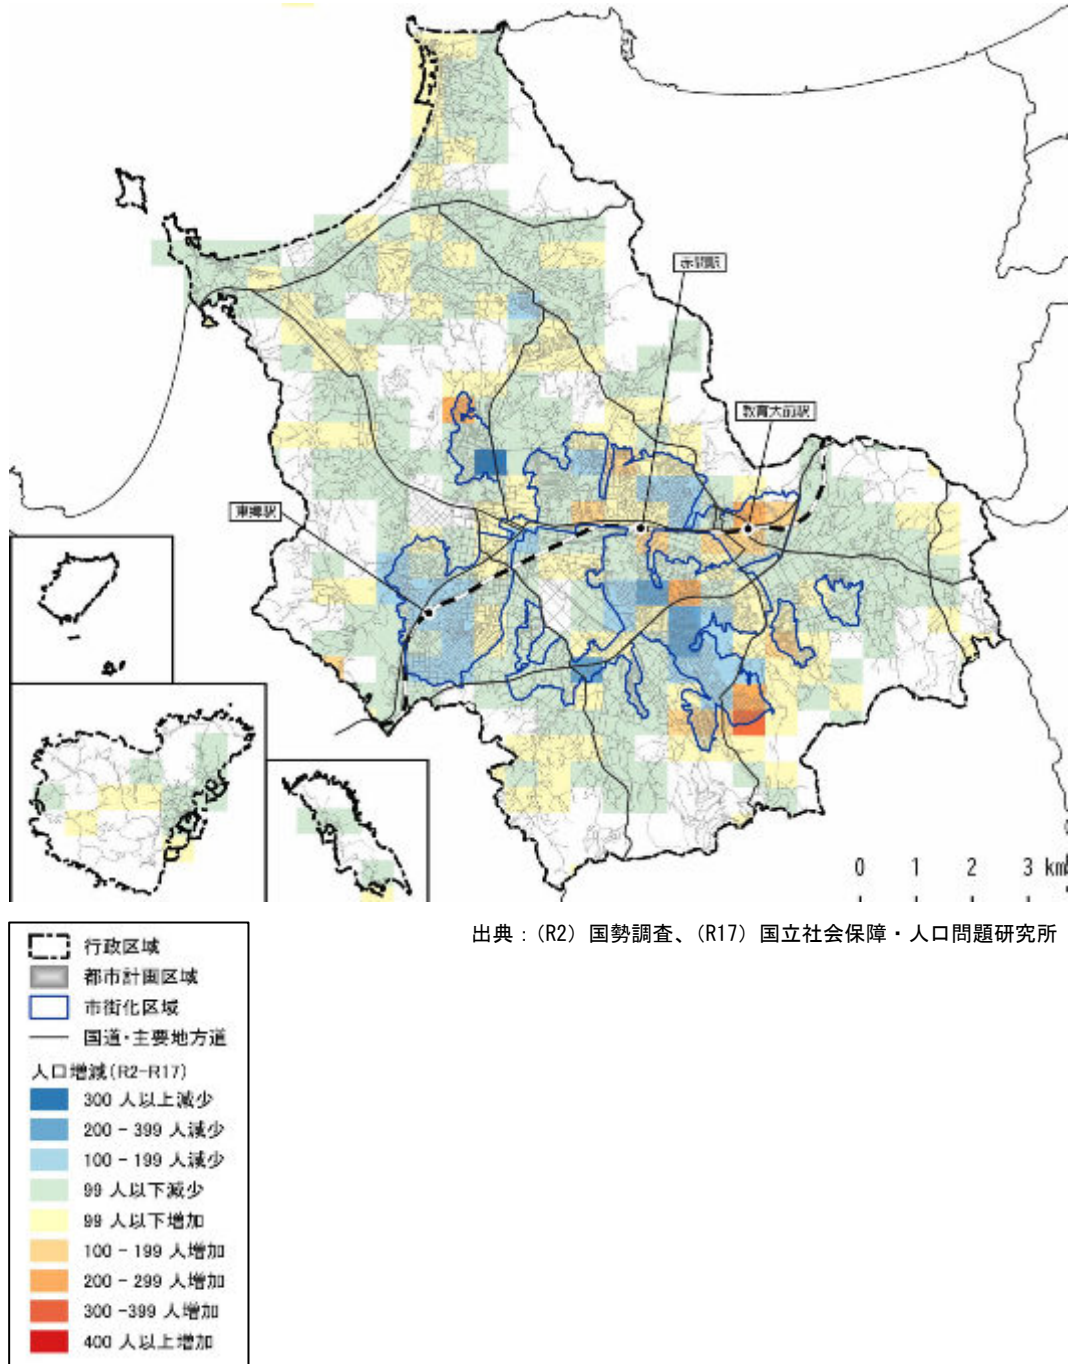 赤間駅
教育大前駅
東郷駅
0 1 2 3 km
出典：(R2) 国勢調査、(R17) 国立社会保障・人口問題研究所
行政区域
都市計画区域
市街化区域
国道・主要地方道
人口増減(R2-R17)
300 人以上減少
200 - 399 人減少
100 - 199 人減少
99 人以下減少
99 人以下増加
100 - 199 人増加
200 - 299 人増加
300 -399 人増加
400 人以上増加